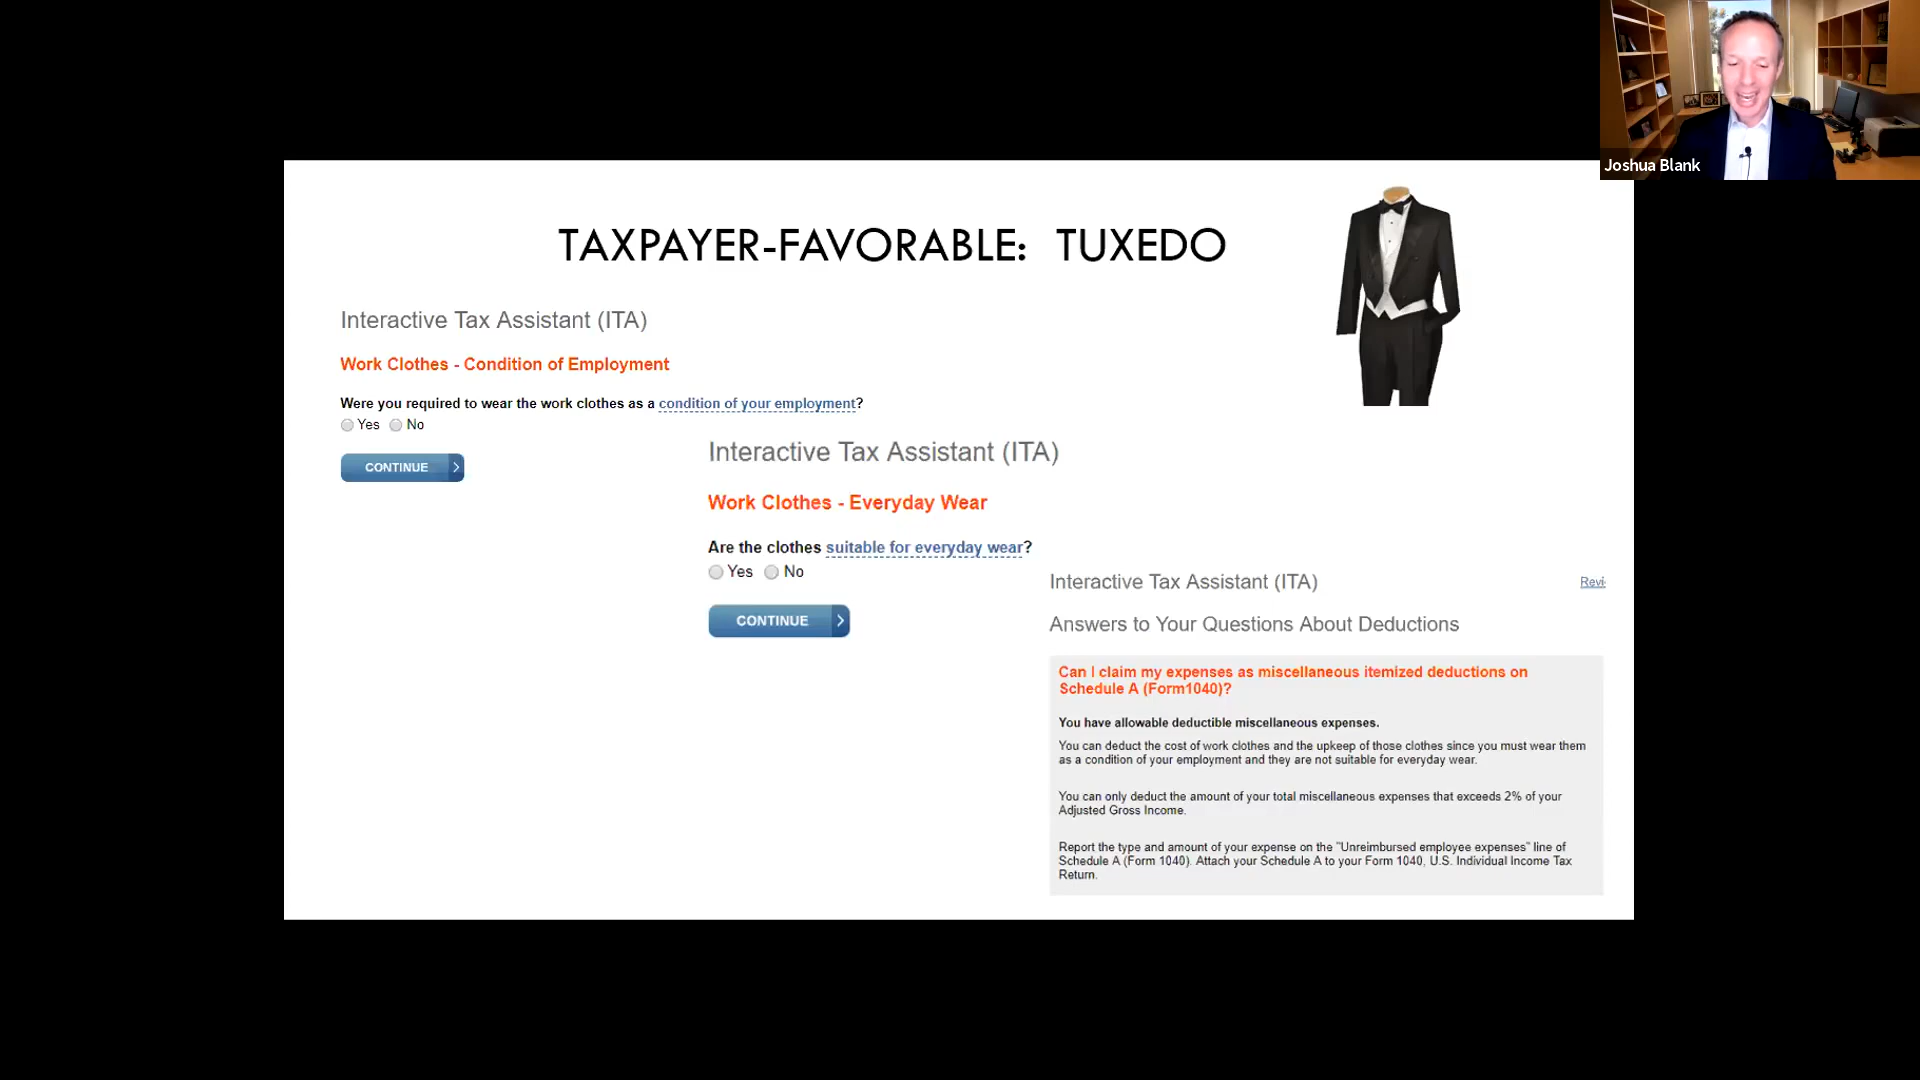 Joshua Blank
TAXPAYER-FAVORABLE: TUXEDO
Interactive Tax Assistant (ITA)
Work Clothes - Condition of Employment
Were you required to wear the work clothes as a condition of your employment?
Yes No
CONTINUE
Interactive Tax Assistant (ITA)
Work Clothes - Everyday Wear
Are the clothes suitable for everyday wear?
Yes No
CONTINUE
Interactive Tax Assistant (ITA)
Revi
Answers to Your Questions About Deductions
Can I claim my expenses as miscellaneous itemized deductions on
Schedule A (Form1040)?
You have allowable deductible miscellaneous expenses.
You can deduct the cost of work clothes and the upkeep of those clothes since you must wear them
as a condition of your employment and they are not suitable for everyday wear.
You can only deduct the amount of your total miscellaneous expenses that exceeds 2% of your
Adjusted Gross Income.
Report the type and amount of your expense on the "Unreimbursed employee expenses" line of
Schedule A (Form 1040). Attach your Schedule A to your Form 1040, U.S. Individual Income Tax
Return.